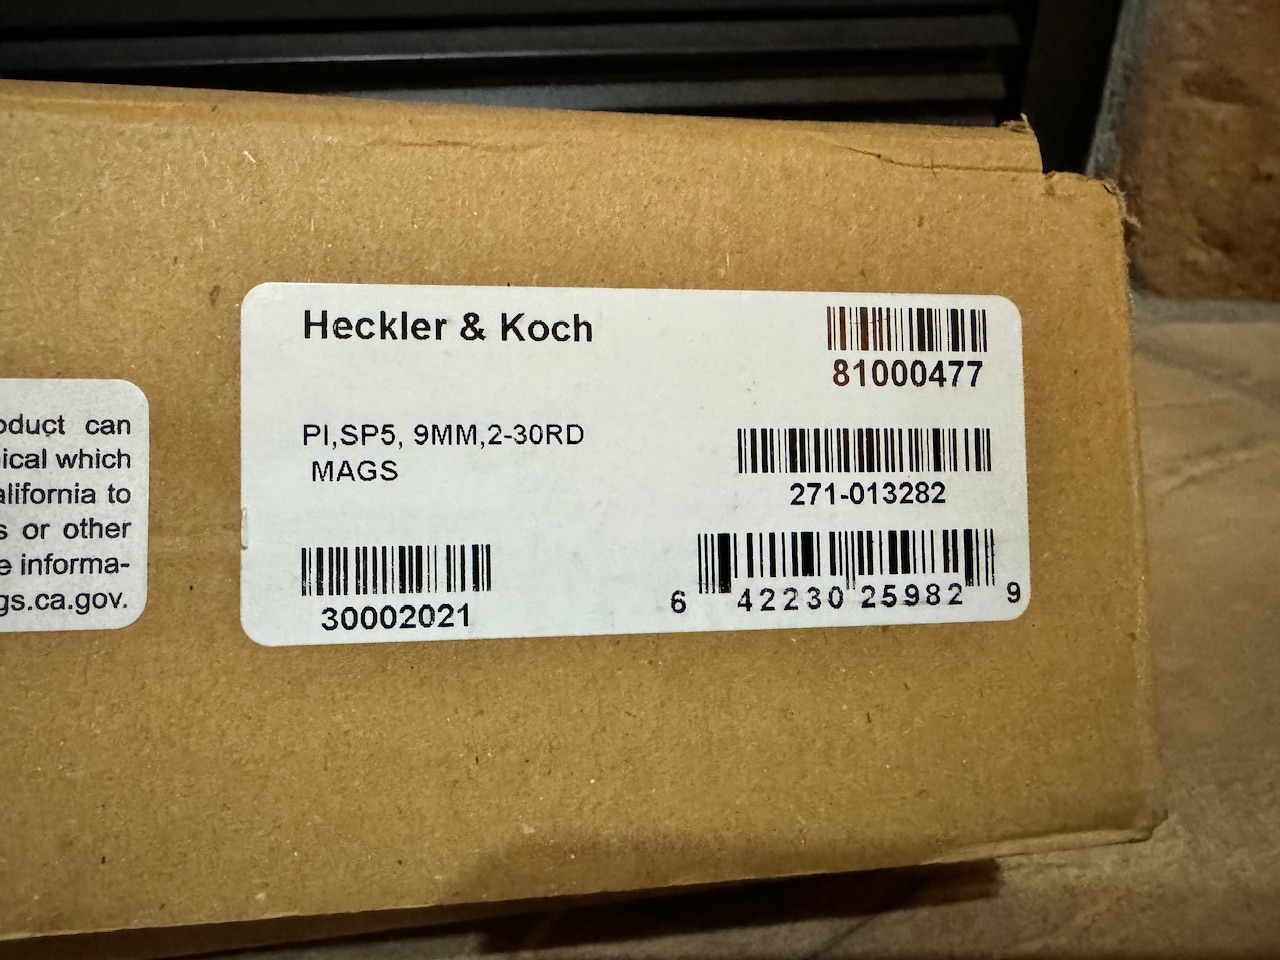 Heckler & Koch
81000477
PI,SP5, 9MM,2-30RD
MAGS
271-013282
30002021
6 42230 25982 9
oduct can
ical which
alifornia to
s or other
e informa-
gs.ca.gov.